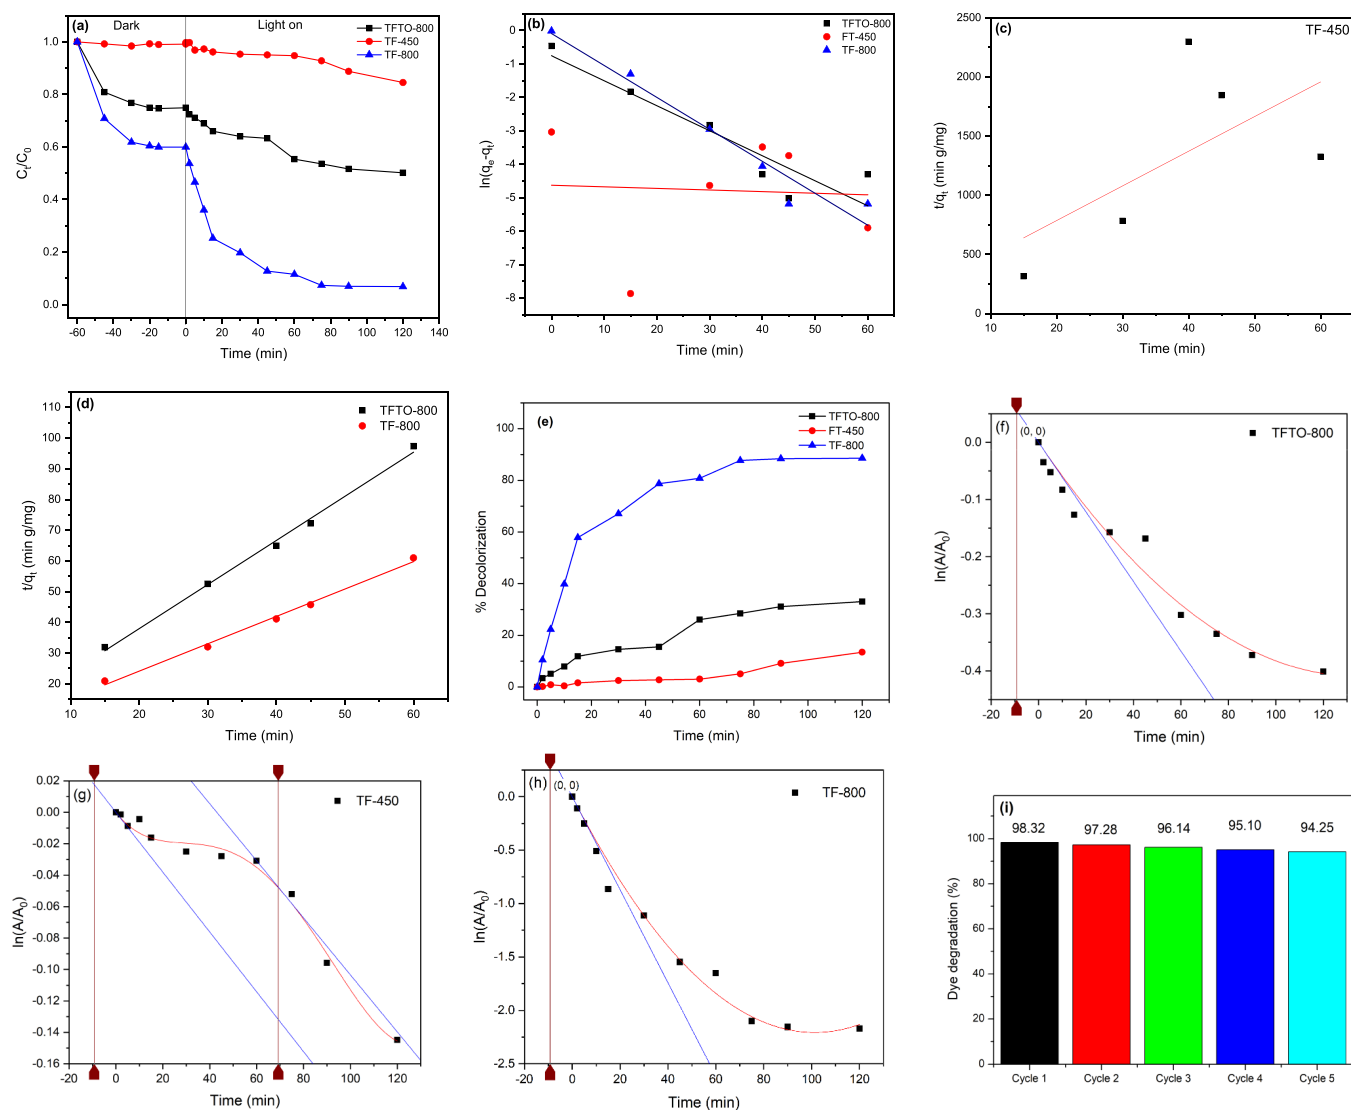 (a)
Dark
Light on
TFTO-800
TF-450
TF-800
1.0
0.8
0.6
0.4
0.2
0.0
C_t/C_0
-60 -40 -20 0 20 40 60 80 100 120 140
Time (min)
(b)
TFTO-800
FT-450
TF-800
0
-1
-2
-3
-4
-5
-6
-7
-8
ln(q_e-q_t)
0 10 20 30 40 50 60
Time (min)
(c)
TF-450
2500
2250
2000
1750
1500
1250
1000
750
500
250
0
t/q_t (min g/mg)
10 20 30 40 50 60
Time (min)
(d)
TFTO-800
TF-800
110
100
90
80
70
60
50
40
30
20
t/q_t (min g/mg)
10 20 30 40 50 60
Time (min)
(e)
TFTO-800
FT-450
TF-800
100
80
60
40
20
0
% Decolorization
0 20 40 60 80 100 120
Time (min)
(f)
(0, 0)
TFTO-800
0.0
-0.1
-0.2
-0.3
-0.4
ln(A/A_0)
-20 0 20 40 60 80 100 120
Time (min)
(g)
TF-450
0.02
0.00
-0.02
-0.04
-0.06
-0.08
-0.10
-0.12
-0.14
-0.16
ln(A/A_0)
-20 0 20 40 60 80 100 120
Time (min)
(h)
(0, 0)
TF-800
0.0
-0.5
-1.0
-1.5
-2.0
-2.5
ln(A/A_0)
-20 0 20 40 60 80 100 120
Time (min)
(i)
98.32 97.28 96.14 95.10 94.25
100
80
60
40
20
0
Dye degradation (%)
Cycle 1 Cycle 2 Cycle 3 Cycle 4 Cycle 5